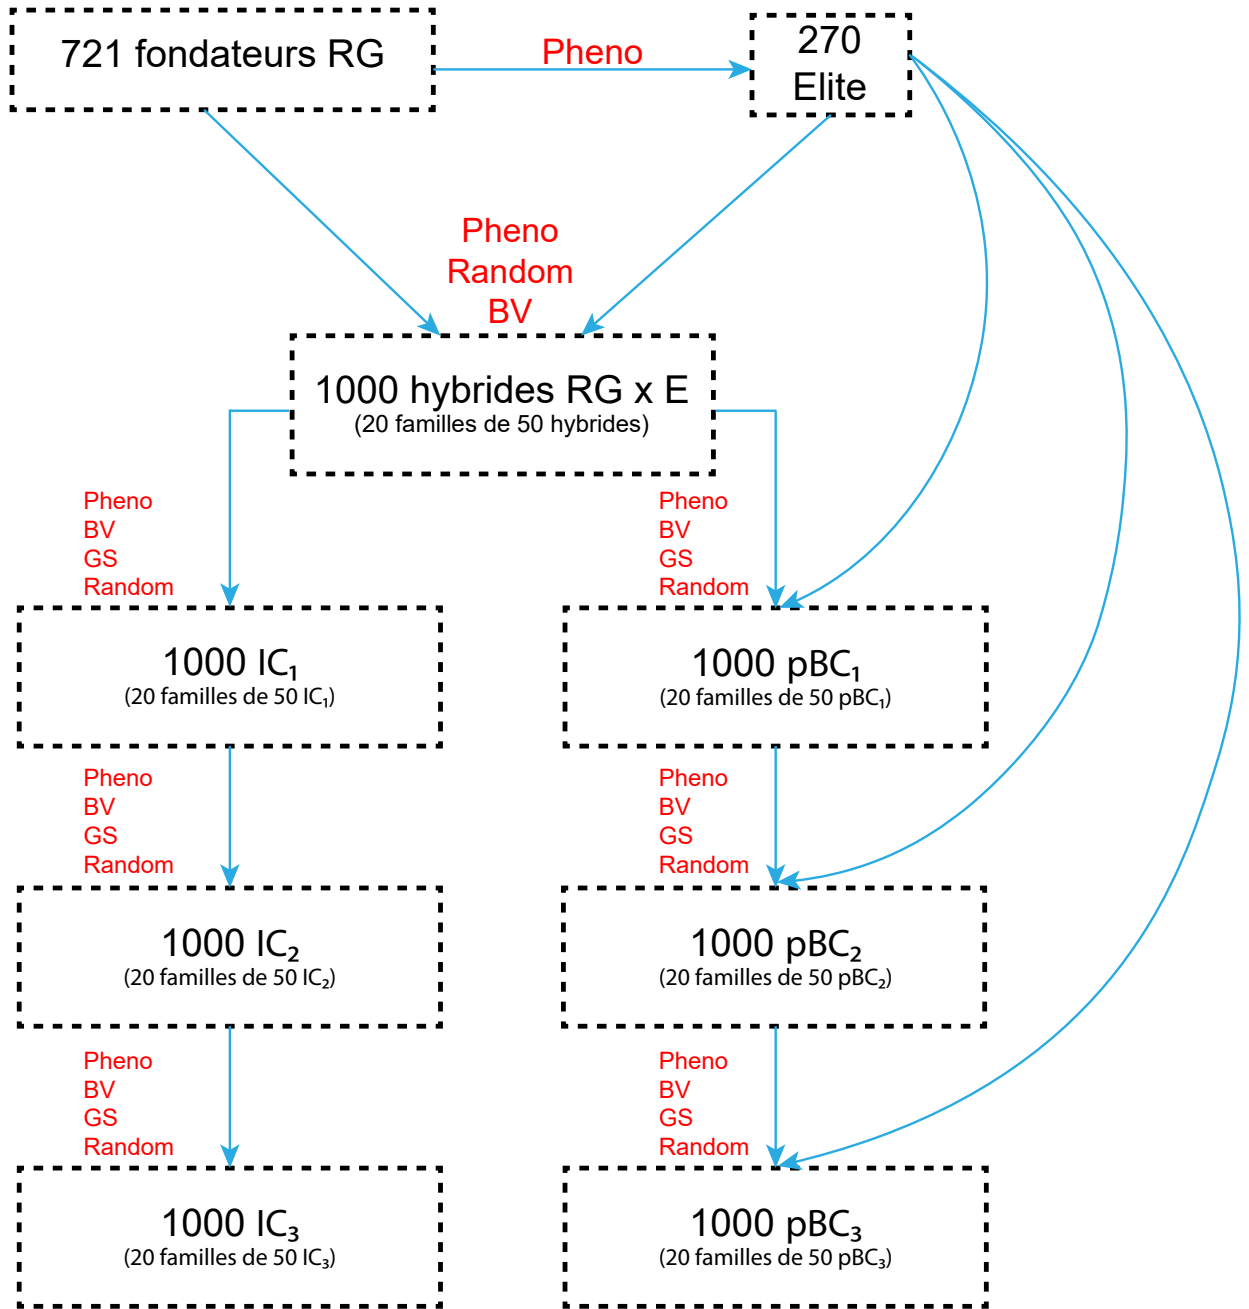 721 fondateurs RG
Pheno
270
Elite
Pheno
Random
BV
1000 hybrides RG x E
(20 familles de 50 hybrides)
Pheno
BV
GS
Random
Pheno
BV
GS
Random
1000 IC₁
(20 familles de 50 IC₁)
1000 pBC₁
(20 familles de 50 pBC₁)
Pheno
BV
GS
Random
Pheno
BV
GS
Random
1000 IC₂
(20 familles de 50 IC₂)
1000 pBC₂
(20 familles de 50 pBC₂)
Pheno
BV
GS
Random
Pheno
BV
GS
Random
1000 IC₃
(20 familles de 50 IC₃)
1000 pBC₃
(20 familles de 50 pBC₃)